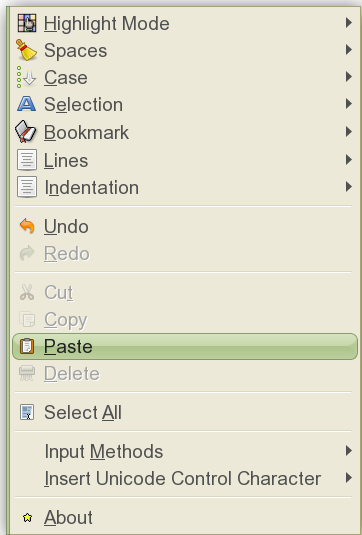 Highlight Mode
Spaces
Case
Selection
Bookmark
Lines
Indentation
Undo
Redo
Cut
Copy
Paste
Delete
Select All
Input Methods
Insert Unicode Control Character
About